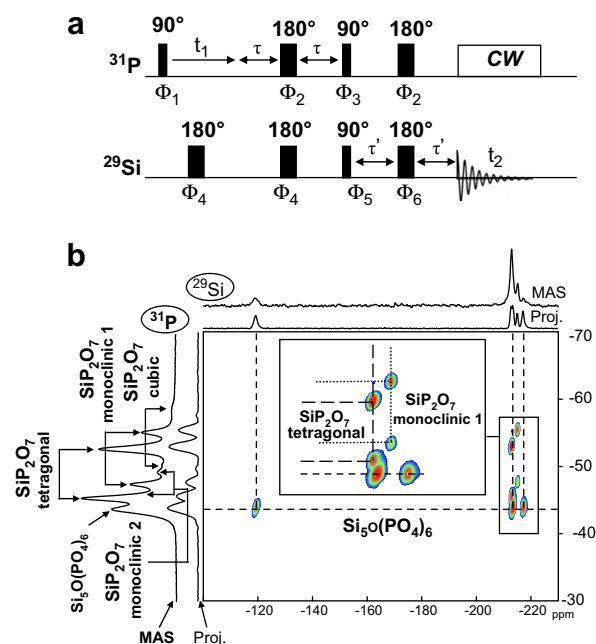 a
90° t₁ τ 180° τ 90° 180°
³¹P CW
Φ₁ Φ₂ Φ₃ Φ₂
180° 180° 90° τ' 180° τ' t₂
²⁹Si
Φ₄ Φ₄ Φ₅ Φ₆
b
²⁹Si
MAS
Proj.
³¹P
SiP₂O₇ tetragonal
SiP₂O₇ monoclinic 1
SiP₂O₇ cubic
Si₅O(PO₄)₆
SiP₂O₇ monoclinic 2
MAS Proj.
SiP₂O₇ tetragonal
SiP₂O₇ monoclinic 1
Si₅O(PO₄)₆
-70
-60
-50
-40
-30
-120 -140 -160 -180 -200 -220 ppm